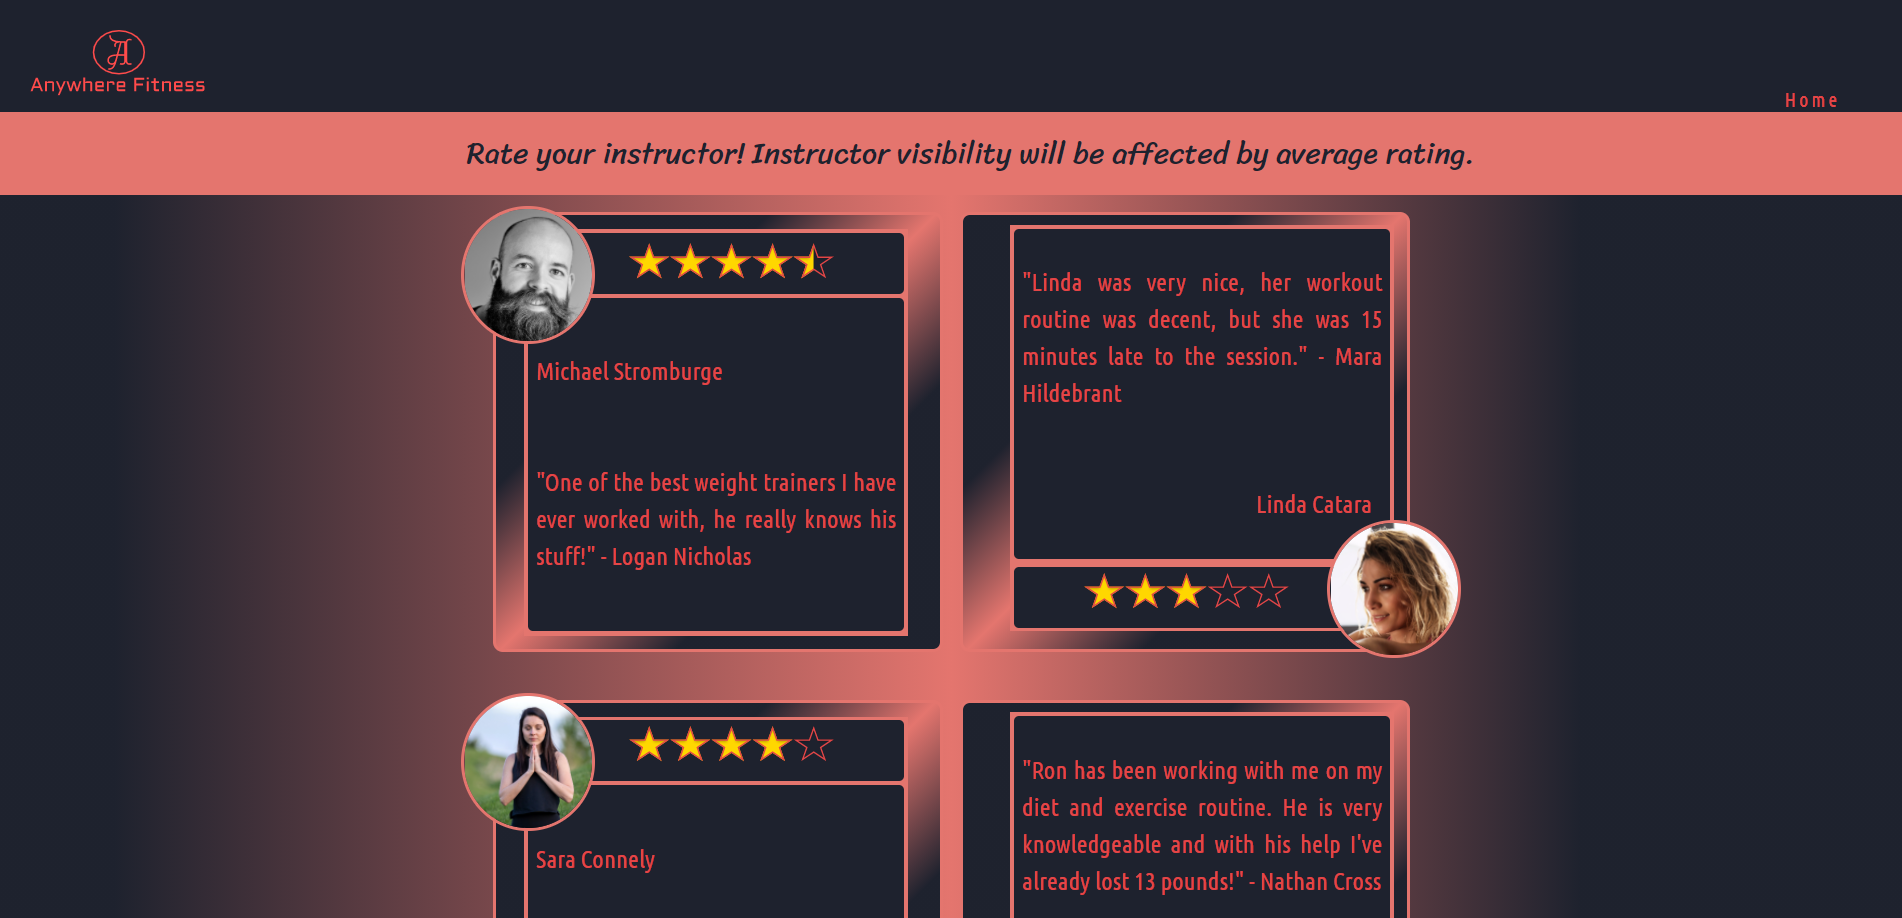 A
Anywhere Fitness
Home
Rate your instructor! Instructor visibility will be affected by average rating.
Michael Stromburge
"One of the best weight trainers I have
ever worked with, he really knows his
stuff!" - Logan Nicholas
"Linda was very nice, her workout
routine was decent, but she was 15
minutes late to the session." - Mara
Hildebrant
Linda Catara
Sara Connely
"Ron has been working with me on my
diet and exercise routine. He is very
knowledgeable and with his help I've
already lost 13 pounds!" - Nathan Cross